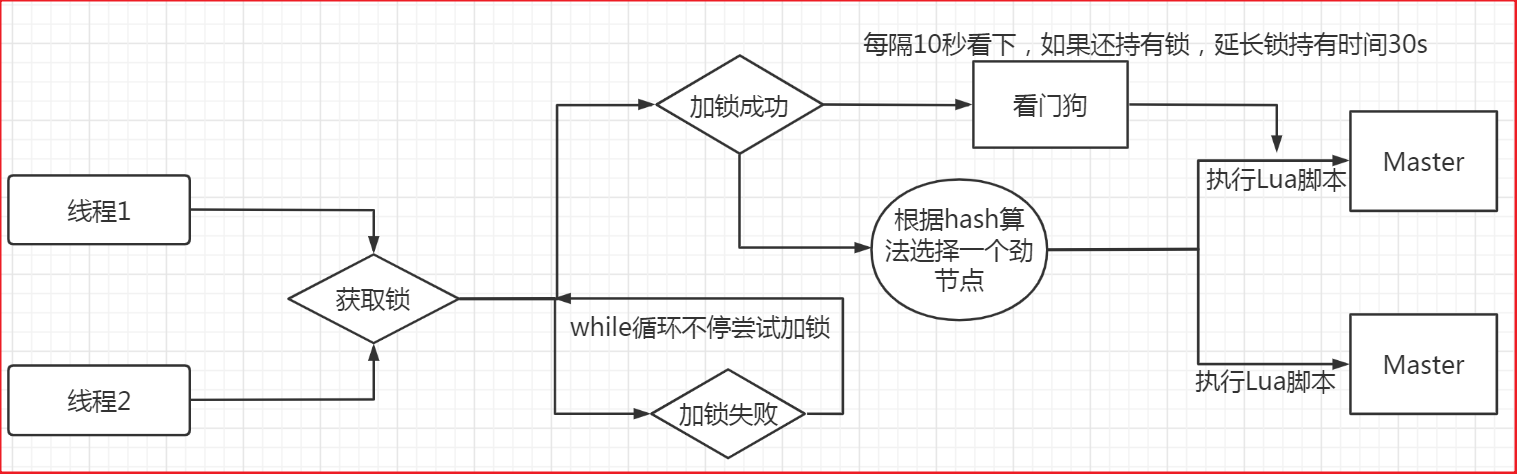 每隔10秒看下，如果还持有锁，延长锁持有时间30s
加锁成功
看门狗
Master
执行Lua脚本
线程1
根据hash算
法选择一个劲
节点
获取锁
while循环不停尝试加锁
Master
执行Lua脚本
线程2
加锁失败